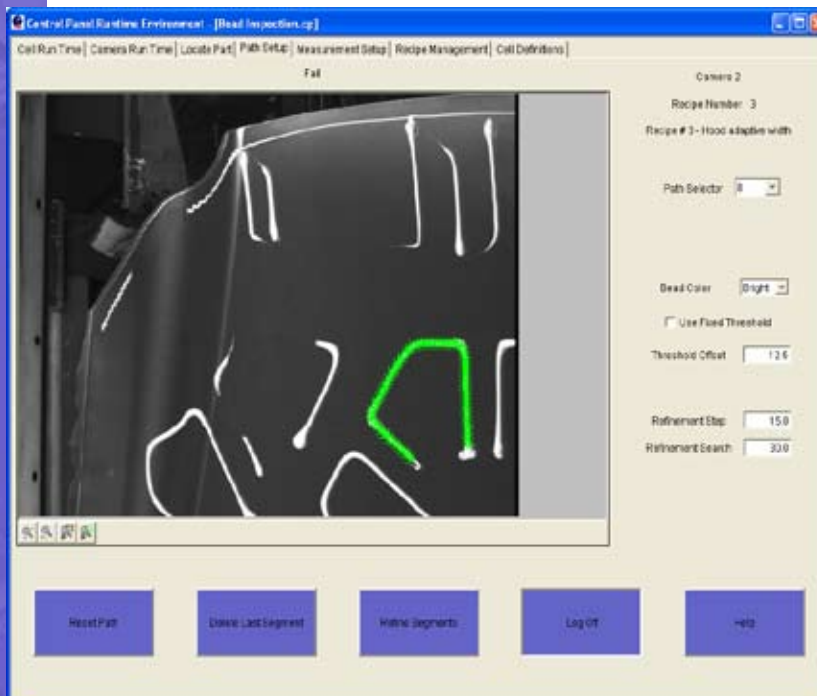 Control Panel Runtime Environment - [Bead Inspection.cp]
Cell Run Time Camera Run Time Locate Part Path Setup Measurement Setup Recipe Management Cell Definitions
Fail
Camera 2
Recipe Number 3
Recipe # 3 - Hood adaptive width
Path Selector 8
Bead Color Bright
Use Fixed Threshold
Threshold Offset 12.6
Refinement Step 15.0
Refinement Search 30.0
Reset Path Delete Last Segment Refine Segments Log Off Help